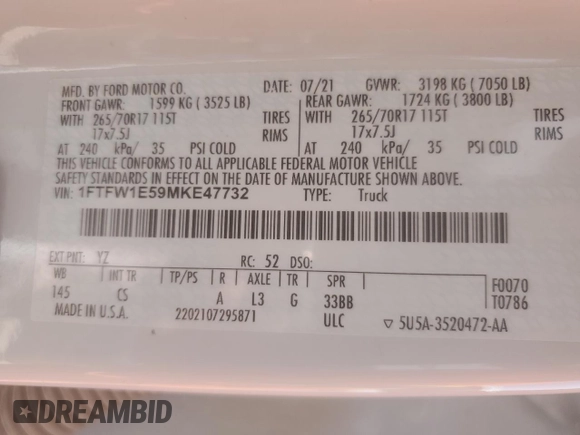 MFD. BY FORD MOTOR CO. DATE: 07/21 GVWR: 3198 KG ( 7050 LB)
FRONT GAWR: 1599 KG ( 3525 LB) REAR GAWR: 1724 KG ( 3800 LB)
WITH 265/70R17 115T TIRES WITH 265/70R17 115T TIRES
17x7.5J RIMS 17x7.5J RIMS
AT 240 kPa/ 35 PSI COLD AT 240 kPa/ 35 PSI COLD
THIS VEHICLE CONFORMS TO ALL APPLICABLE FEDERAL MOTOR VEHICLE
SAFETY STANDARDS IN EFFECT ON THE DATE OF MANUFACTURE SHOWN ABOVE.
VIN: 1FTFW1E59MKE47732 TYPE: Truck
EXT PNT: YZ RC: 52 DSO:
WB INT TR TP/PS R AXLE TR SPR F0070
145 CS A L3 G 33BB T0786
MADE IN U.S.A. 2202107295871 ULC ▽ 5U5A-3520472-AA
DREAMBID